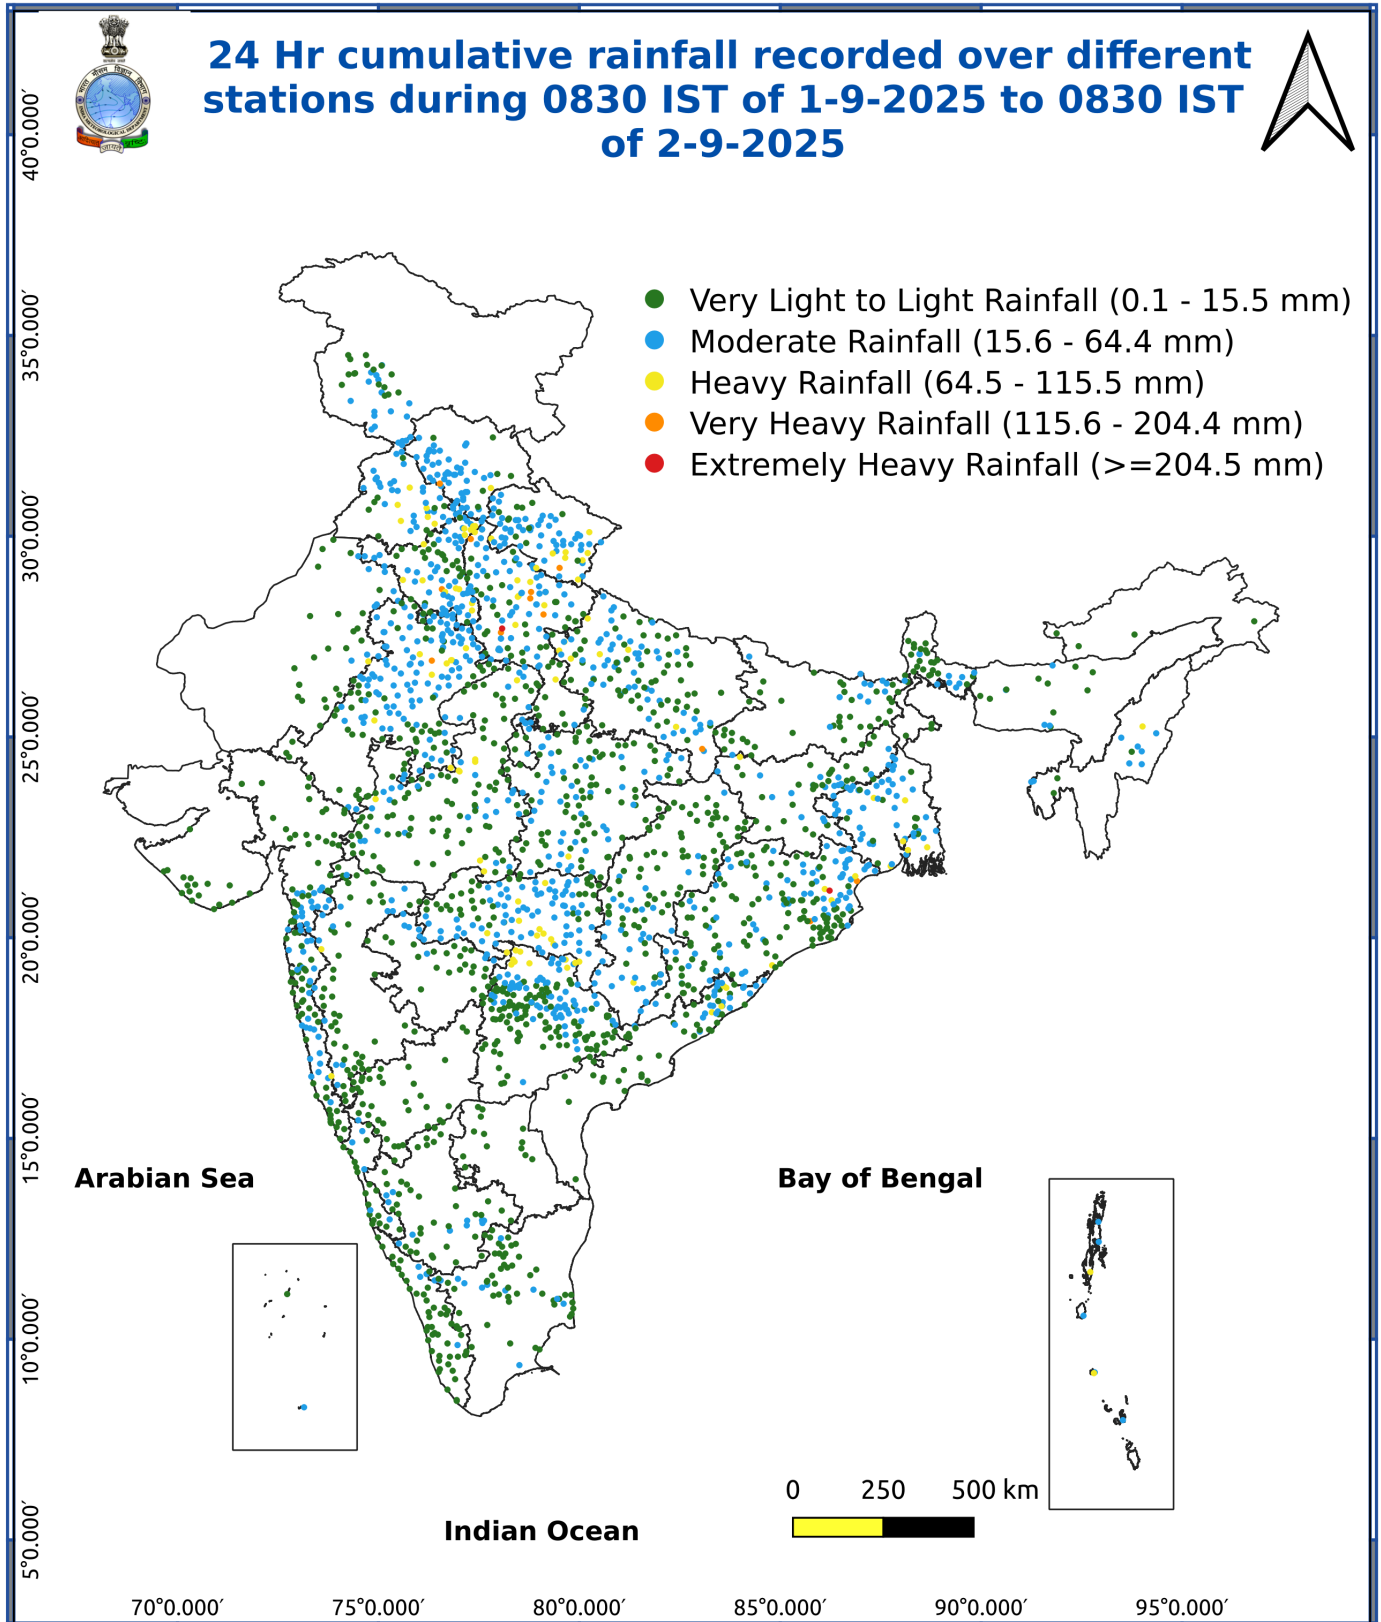 24 Hr cumulative rainfall recorded over different
stations during 0830 IST of 1-9-2025 to 0830 IST
of 2-9-2025
Very Light to Light Rainfall (0.1 - 15.5 mm)
Moderate Rainfall (15.6 - 64.4 mm)
Heavy Rainfall (64.5 - 115.5 mm)
Very Heavy Rainfall (115.6 - 204.4 mm)
Extremely Heavy Rainfall (>=204.5 mm)
40°0.000′
35°0.000′
30°0.000′
25°0.000′
20°0.000′
15°0.000′
10°0.000′
5°0.000′
Arabian Sea
Bay of Bengal
Indian Ocean
0 250 500 km
70°0.000′ 75°0.000′ 80°0.000′ 85°0.000′ 90°0.000′ 95°0.000′